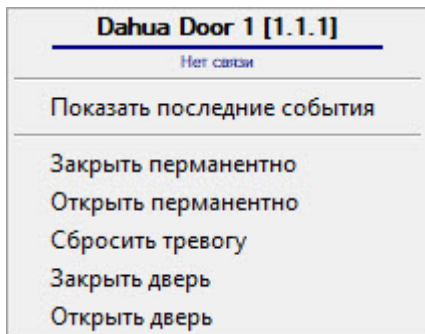 Dahua Door 1 [1.1.1]
Нет связи
Показать последние события
Закрыть перманентно
Открыть перманентно
Сбросить тревогу
Закрыть дверь
Открыть дверь